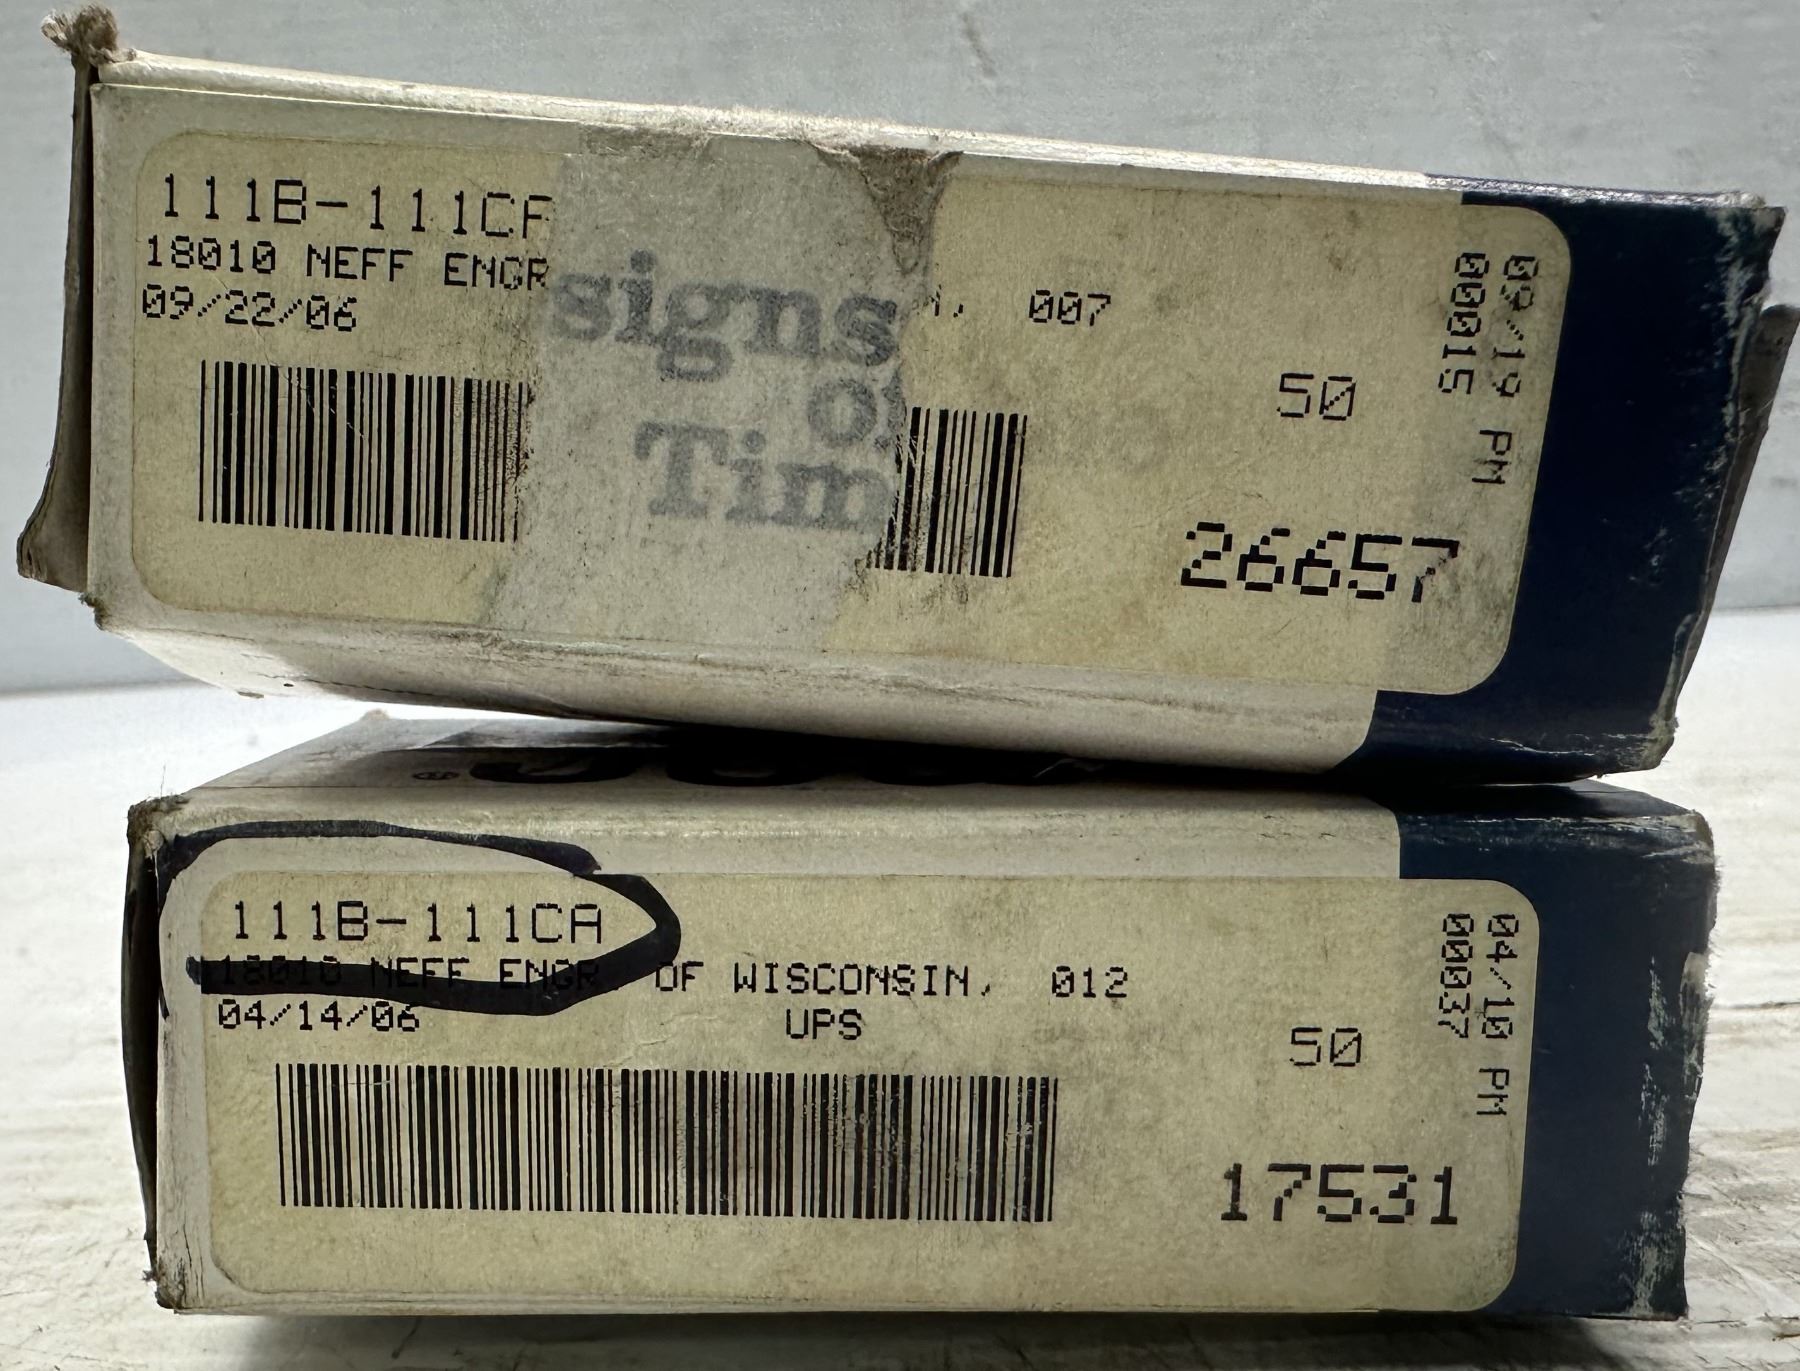 111B-111CA
18010 NEFF ENGR
007
09/22/06
signs
of
Tim
50
26657
09/19 PM
00015
111B-111CA
18010 NEFF ENGR. OF WISCONSIN, 012
04/14/06
UPS
50
17531
04/10 PM
00037